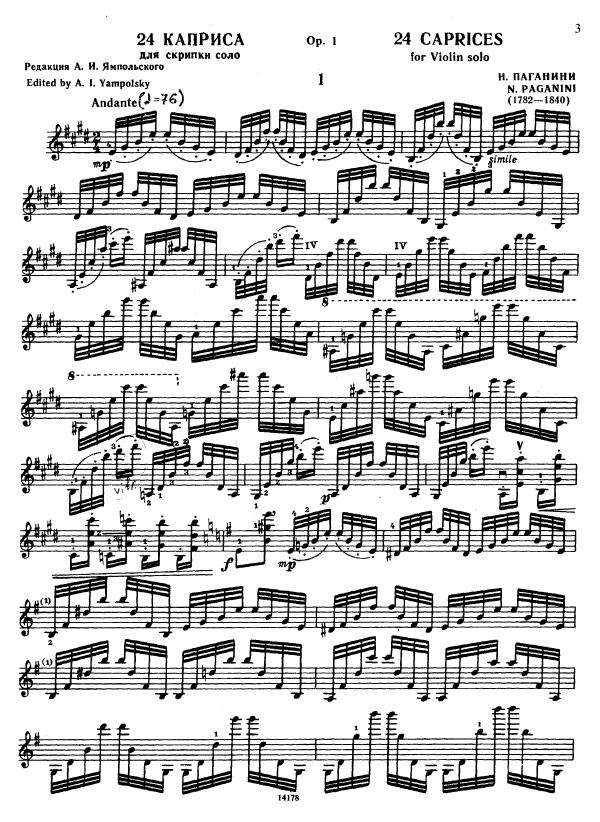 3
24 КАПРИСА Op. 1 24 CAPRICES
для скрипки соло for Violin solo
Редакция А. И. Ямпольского
Edited by A. I. Yampolsky
1
Н. ПАГАНИНИ
N. PAGANINI
(1782—1840)
Andante (♩=76)
mp
simile
IV IV
8
8
p
f
mp
(1)
(1)
14178